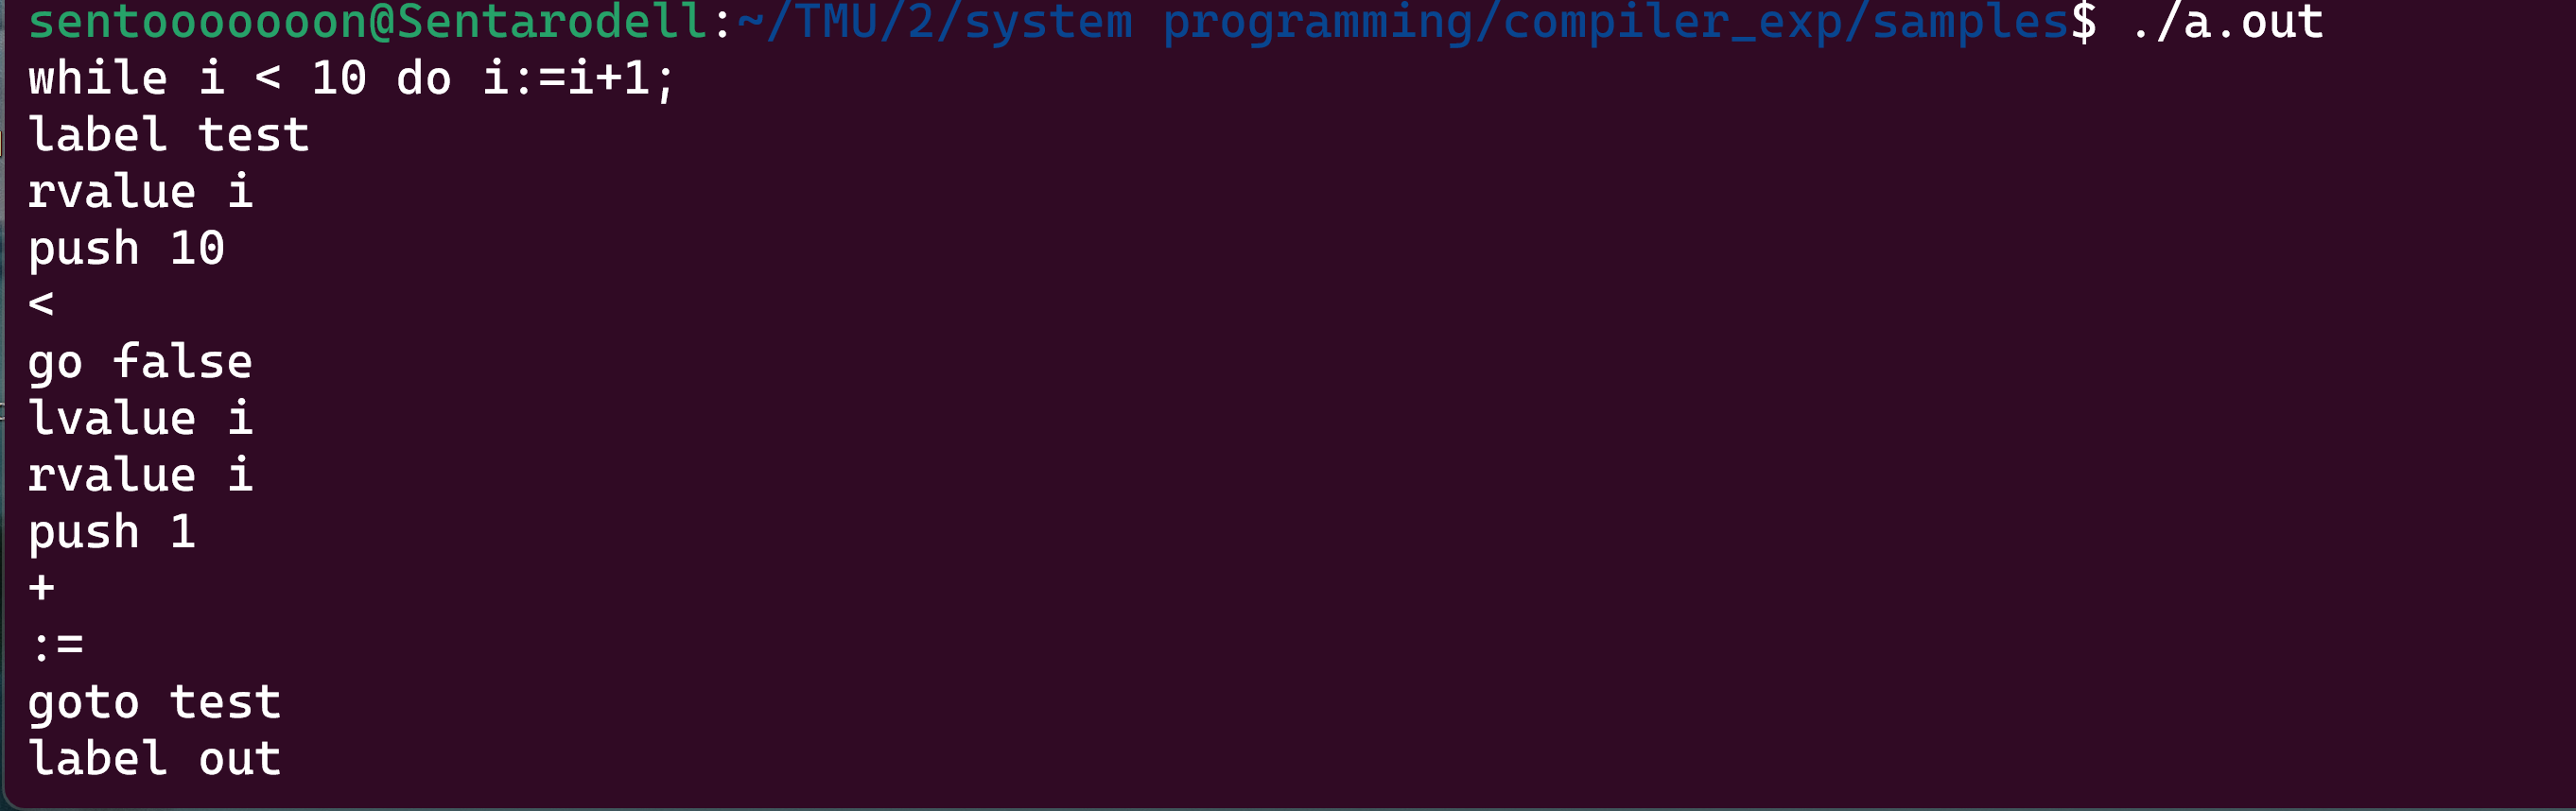 sentoooooooon@Sentarodell:~/TMU/2/system programming/compiler_exp/samples$ ./a.out
while i < 10 do i:=i+1;
label test
rvalue i
push 10
<
go false
lvalue i
rvalue i
push 1
+
:=
goto test
label out